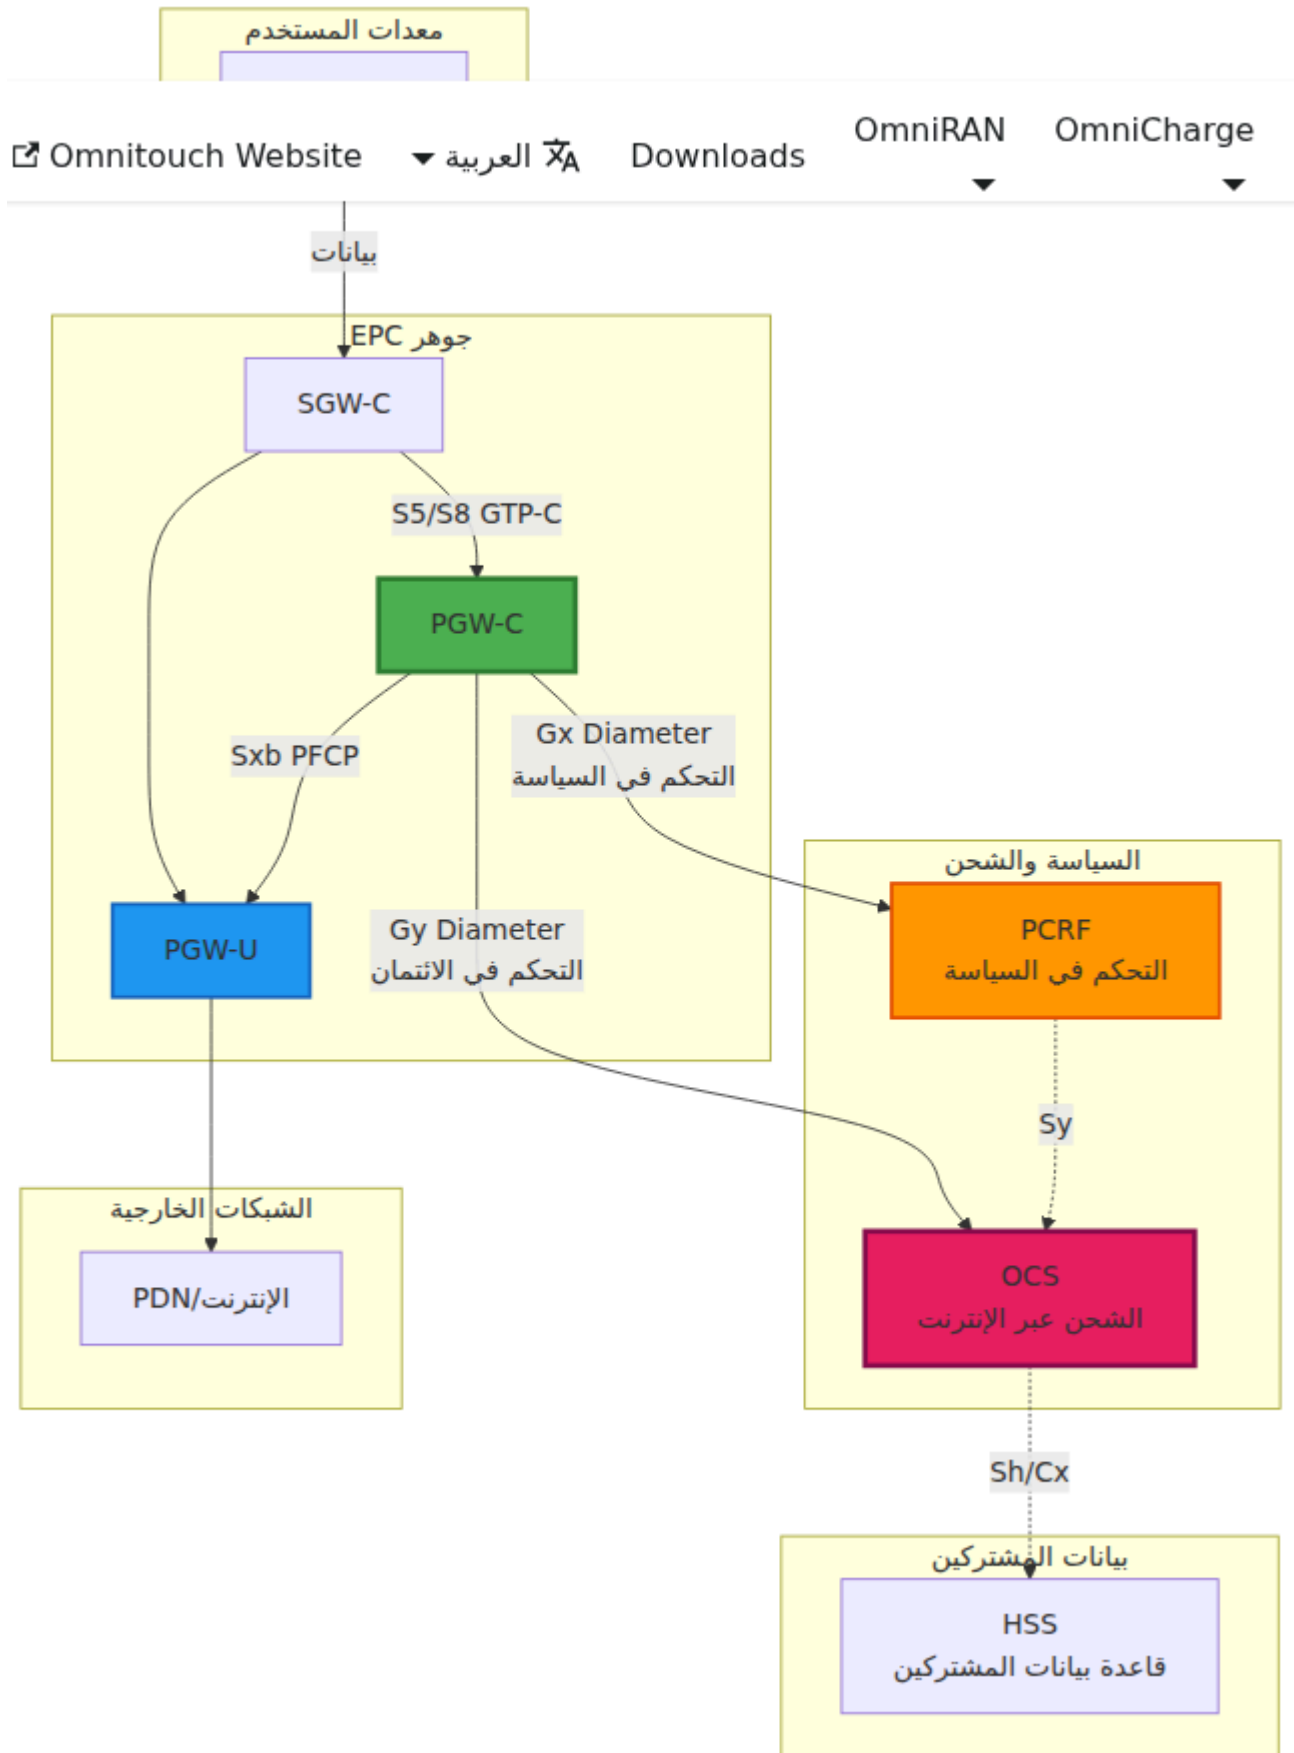 معدات المستخدم
Omnitouch Website
العربية
Downloads
OmniRAN
OmniCharge
بيانات
جوهر EPC
SGW-C
S5/S8 GTP-C
PGW-C
Sxb PFCP
Gx Diameter
التحكم في السياسة
السياسة والشحن
PCRF
التحكم في السياسة
PGW-U
Gy Diameter
التحكم في الائتمان
Sy
الشبكات الخارجية
PDN/الإنترنت
OCS
الشحن عبر الإنترنت
Sh/Cx
بيانات المشتركين
HSS
قاعدة بيانات المشتركين